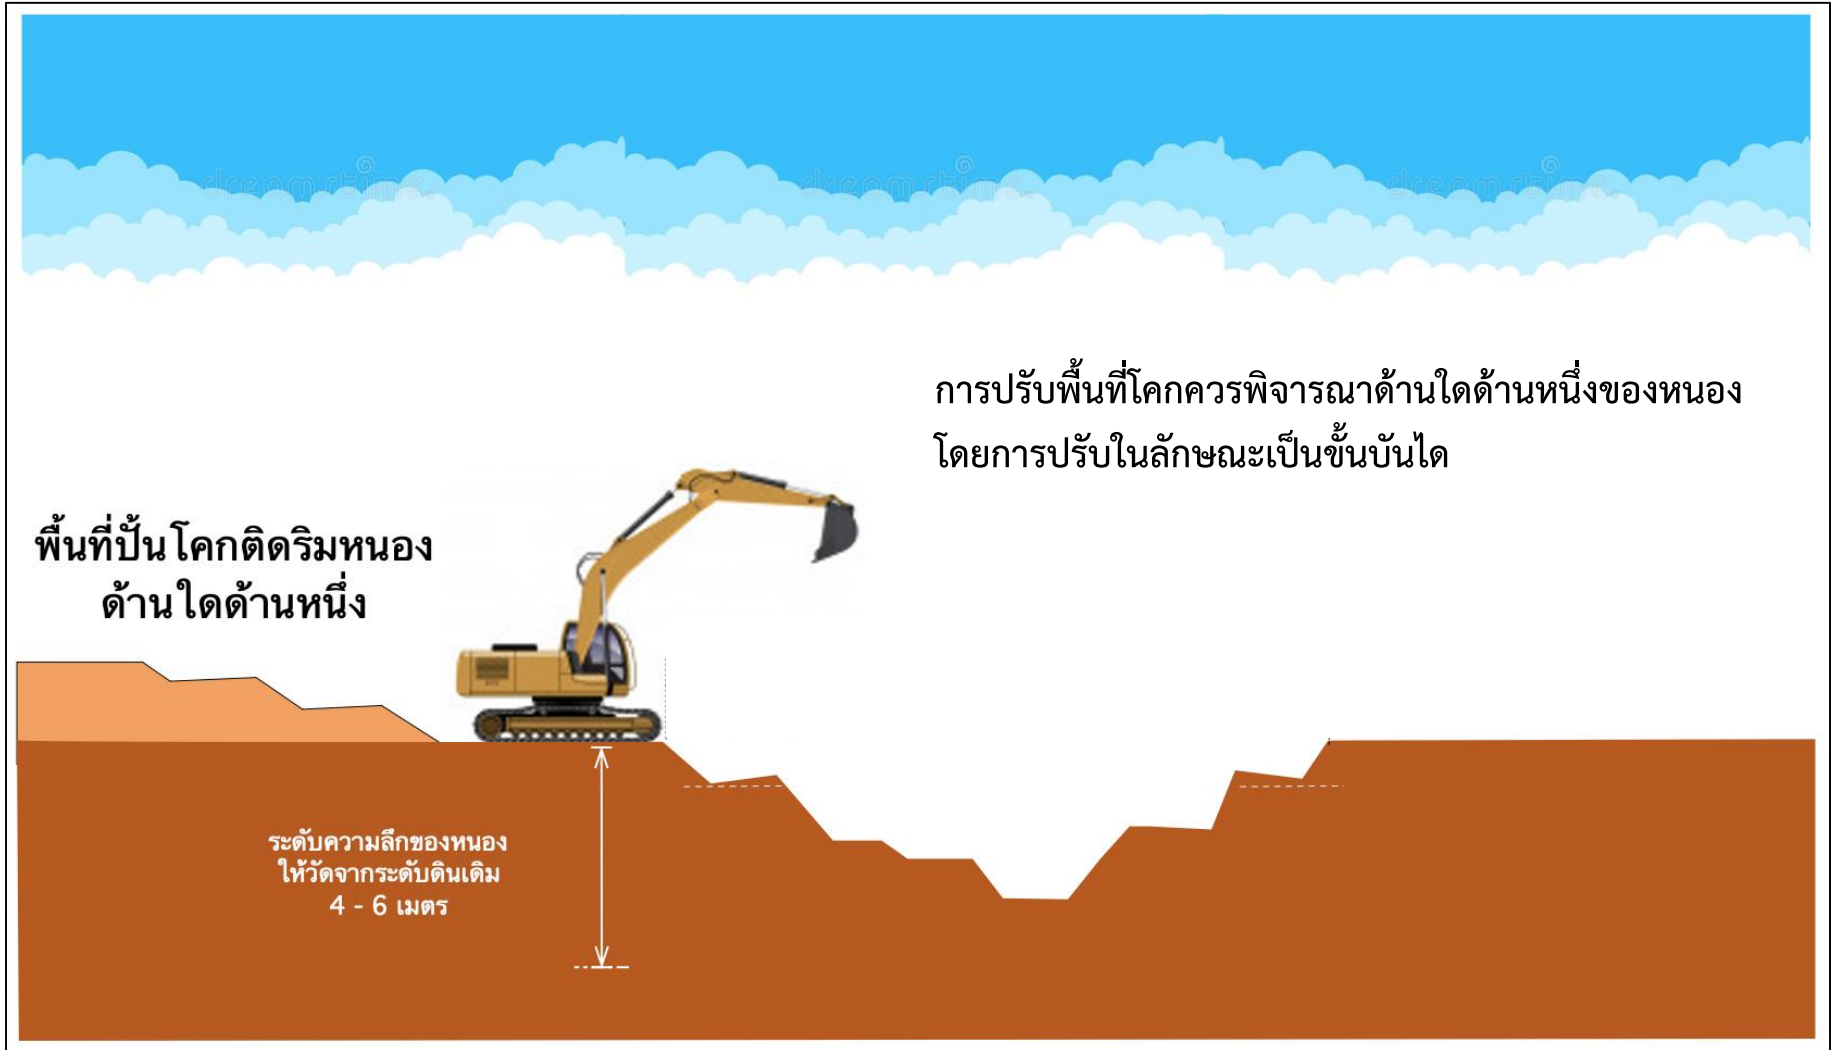 การปรับพื้นที่โคกควรพิจารณาด้านใดด้านหนึ่งของหนอง
โดยการปรับในลักษณะเป็นขั้นบันได
พื้นที่ปั้นโคกติดริมหนอง
ด้านใดด้านหนึ่ง
ระดับความลึกของหนอง
ให้วัดจากระดับดินเดิม
4 - 6 เมตร
dreamstime
dreamstime
dreamstime